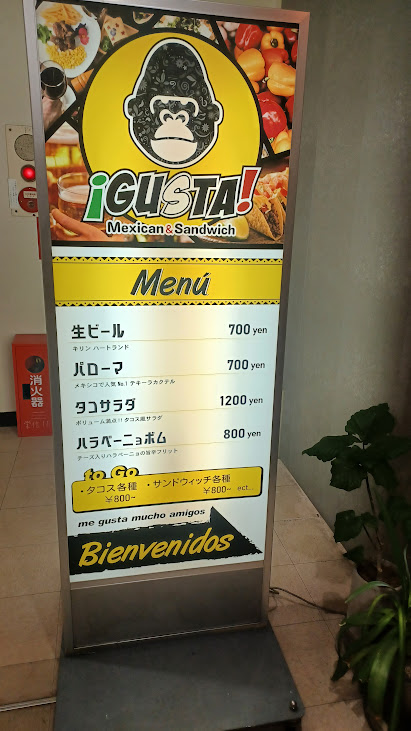 ¡GUSTA!
Mexican & Sandwich
Menú
生ビール 700 yen
キリン ハートランド
パローマ 700 yen
メキシコで人気 No.1 テキーラカクテル
タコサラダ 1200 yen
ボリューム満点!! タコス風サラダ
ハラペーニョボム 800 yen
チーズ入りハラペーニョの旨辛フリット
to Go
・タコス各種 ・サンドウィッチ各種
¥800~ ¥800~ ect...
me gusta mucho amigos
Bienvenidos
消火器